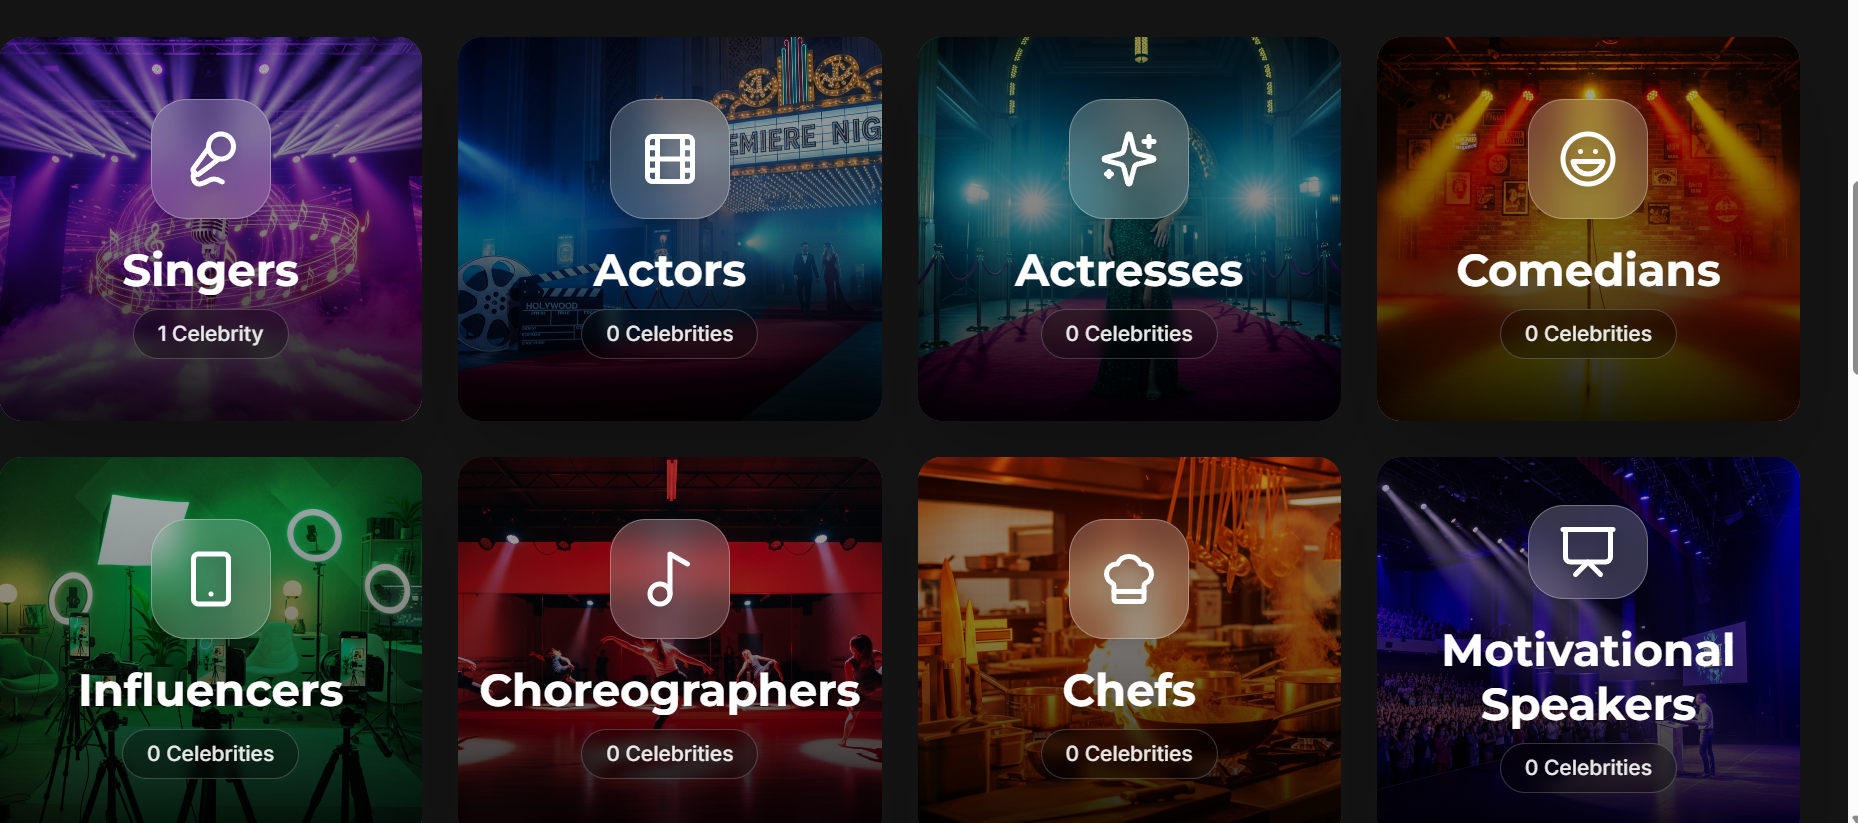 EMIERE NIG
Singers
1 Celebrity
Actors
HOLYWOOD
0 Celebrities
Actresses
0 Celebrities
Comedians
0 Celebrities
Influencers
0 Celebrities
Choreographers
0 Celebrities
Chefs
0 Celebrities
Motivational
Speakers
0 Celebrities